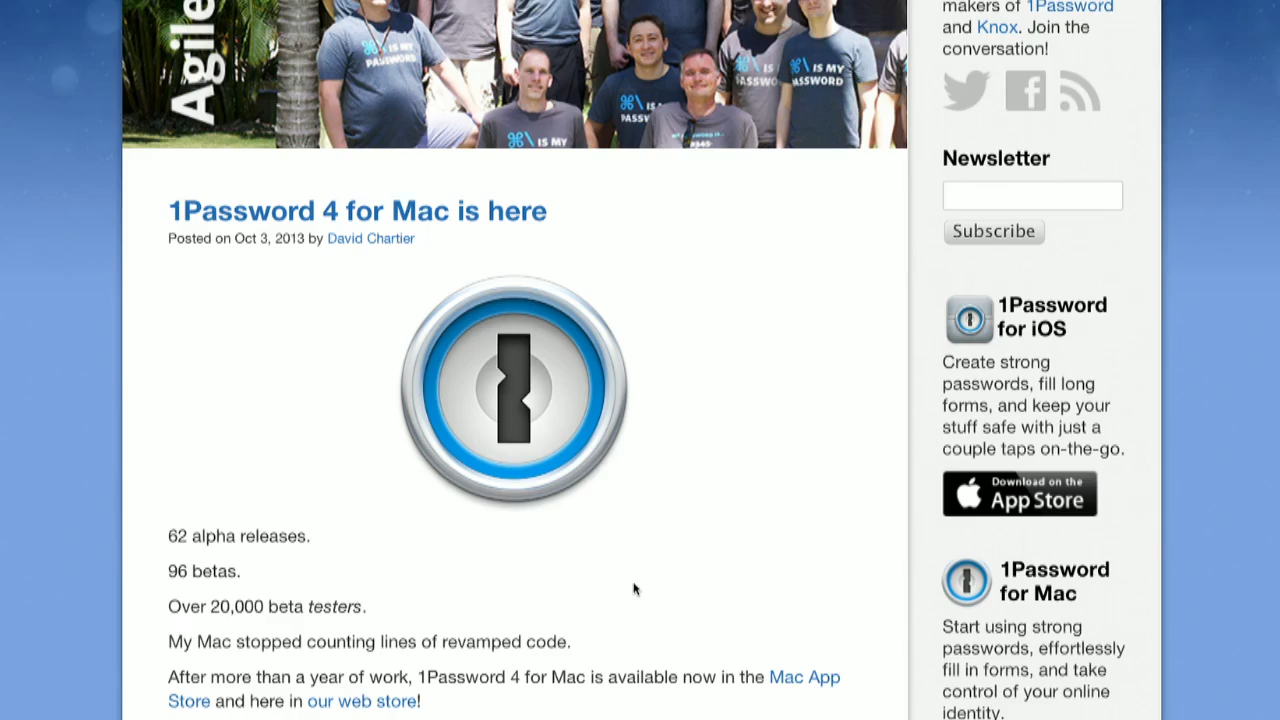 Agile
⌘\ IS MY
PASSWORD
⌘\ IS MY
⌘\ IS
PASSW
IS
PASSWO
⌘\ IS MY
PASSWORD
makers of 1Password
and Knox. Join the
conversation!
Newsletter
Subscribe
1Password 4 for Mac is here
Posted on Oct 3, 2013 by David Chartier
62 alpha releases.
96 betas.
Over 20,000 beta testers.
My Mac stopped counting lines of revamped code.
After more than a year of work, 1Password 4 for Mac is available now in the Mac App
Store and here in our web store!
1Password
for iOS
Create strong
passwords, fill long
forms, and keep your
stuff safe with just a
couple taps on-the-go.
Download on the
App Store
1Password
for Mac
Start using strong
passwords, effortlessly
fill in forms, and take
control of your online
identity.